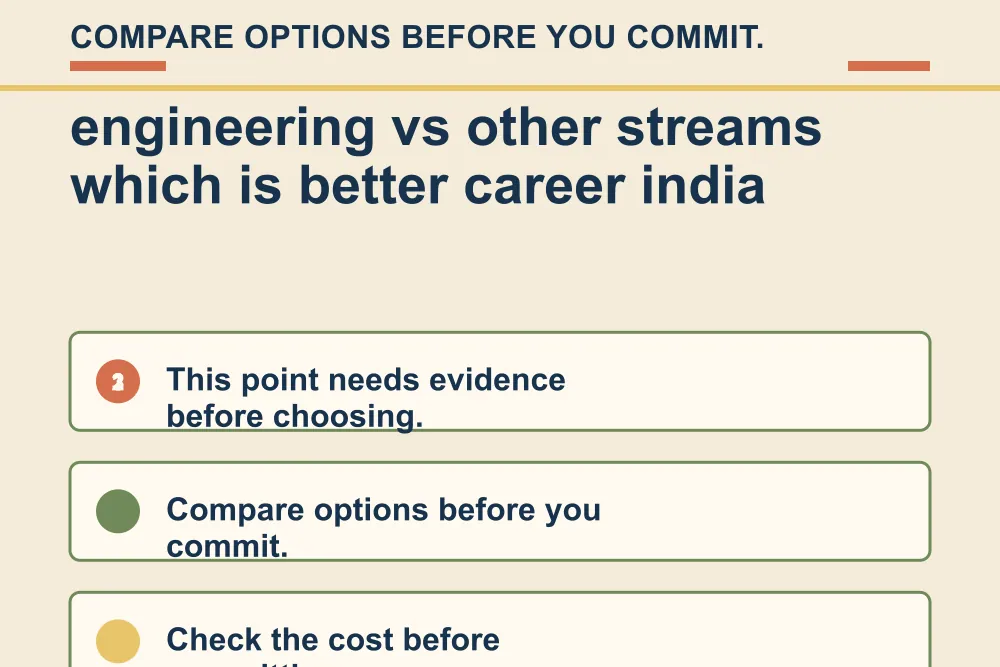 COMPARE OPTIONS BEFORE YOU COMMIT.
engineering vs other streams
which is better career india
This point needs evidence
before choosing.
Compare options before you
commit.
Check the cost before